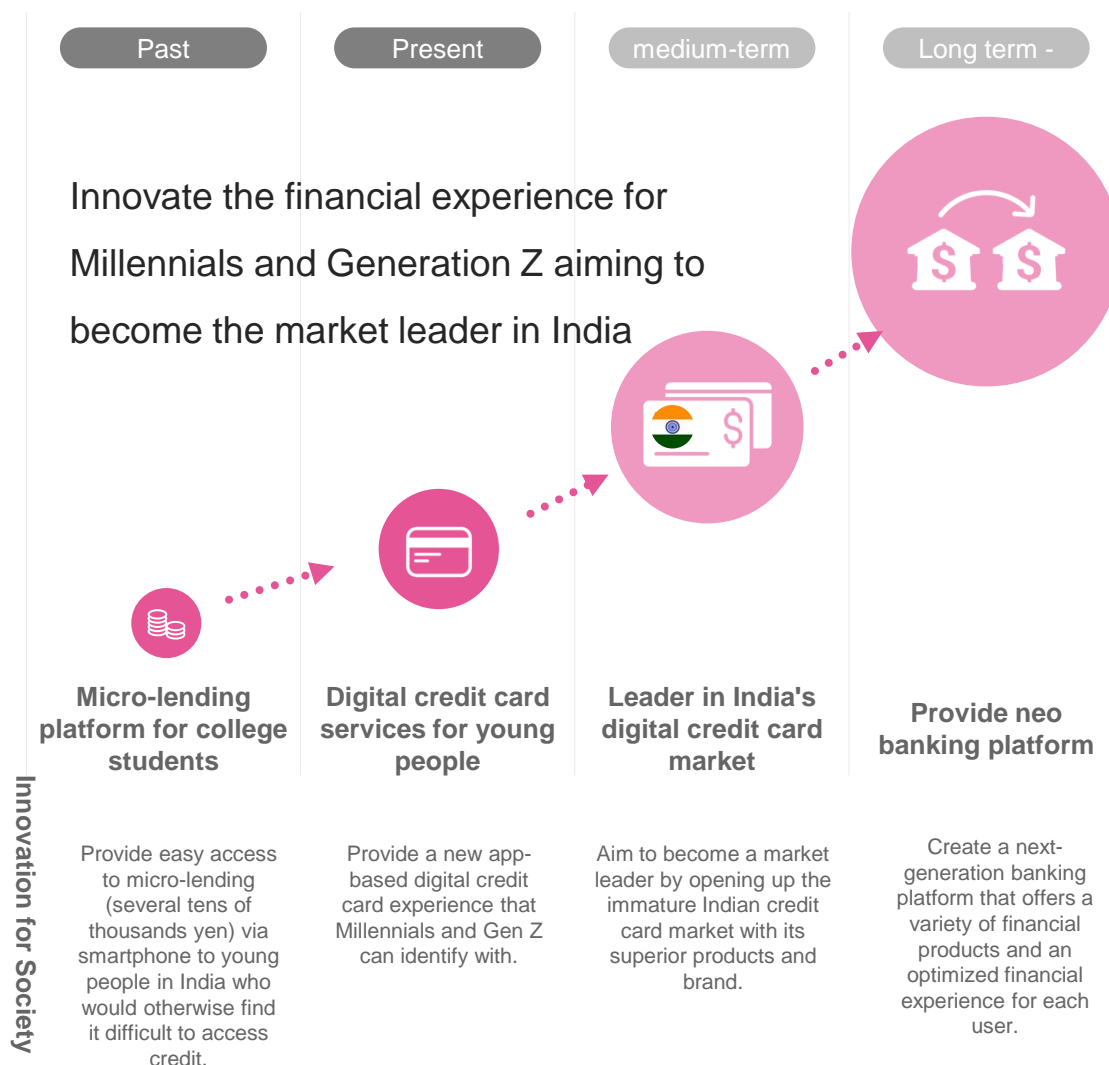 Past
Present
medium-term
Long term -
Innovate the financial experience for
Millennials and Generation Z aiming to
become the market leader in India
$ $
$
Micro-lending
platform for college
students
Digital credit card
services for young
people
Leader in India's
digital credit card
market
Provide neo
banking platform
Innovation for Society
Provide easy access
to micro-lending
(several tens of
thousands yen) via
smartphone to young
people in India who
would otherwise find
it difficult to access
credit.
Provide a new app-
based digital credit
card experience that
Millennials and Gen Z
can identify with.
Aim to become a market
leader by opening up the
immature Indian credit
card market with its
superior products and
brand.
Create a next-
generation banking
platform that offers a
variety of financial
products and an
optimized financial
experience for each
user.